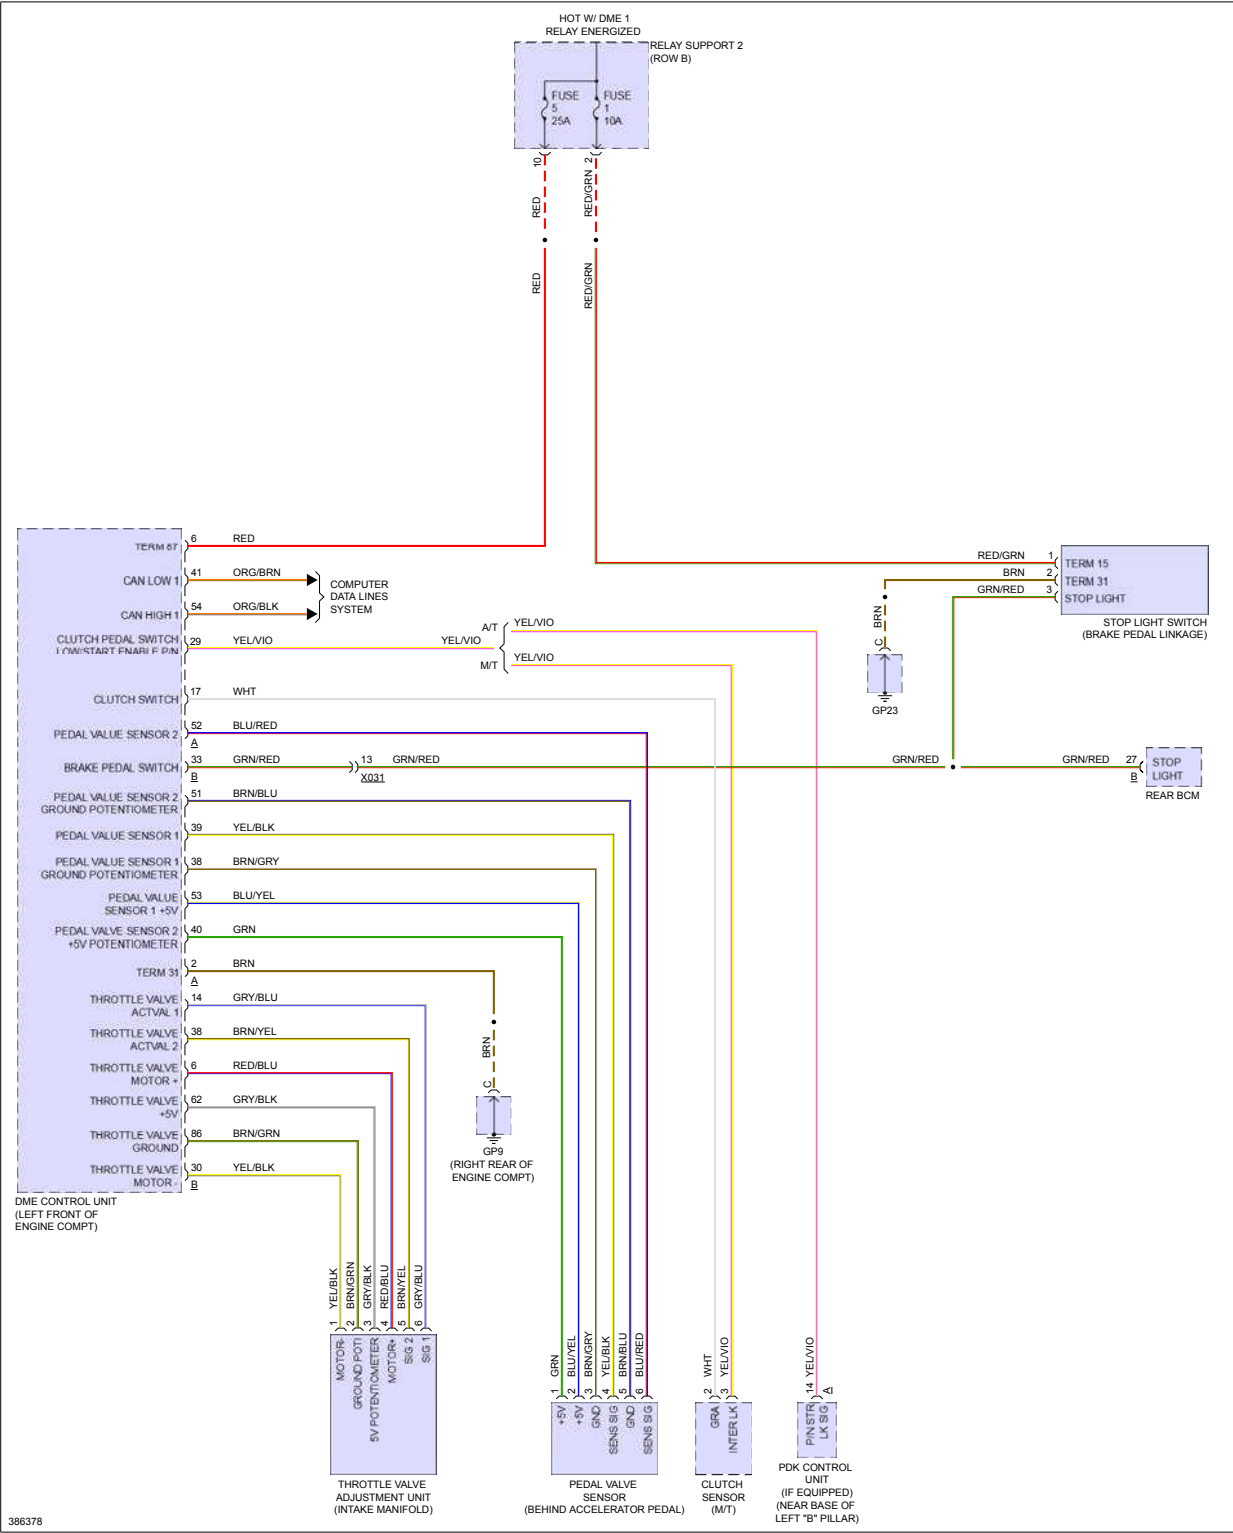 HOT W/ DME 1
RELAY ENERGIZED
RELAY SUPPORT 2
(ROW B)
FUSE
5
25A
FUSE
1
10A
10
2
RED
RED/GRN
RED
RED/GRN
TERM 87
6
RED
CAN LOW 1
41
ORG/BRN
CAN HIGH 1
54
ORG/BLK
COMPUTER
DATA LINES
SYSTEM
CLUTCH PEDAL SWITCH
LOW/START ENABLE P/N
29
YEL/VIO
YEL/VIO
A/T
YEL/VIO
M/T
YEL/VIO
CLUTCH SWITCH
17
WHT
PEDAL VALUE SENSOR 2
52
BLU/RED
A
BRAKE PEDAL SWITCH
33
GRN/RED
B
13
GRN/RED
X031
GRN/RED
GRN/RED
27
B
STOP
LIGHT
REAR BCM
RED/GRN
1
TERM 15
BRN
2
TERM 31
GRN/RED
3
STOP LIGHT
STOP LIGHT SWITCH
(BRAKE PEDAL LINKAGE)
BRN
C
GP23
PEDAL VALUE SENSOR 2
GROUND POTENTIOMETER
51
BRN/BLU
PEDAL VALUE SENSOR 1
39
YEL/BLK
PEDAL VALUE SENSOR 1
GROUND POTENTIOMETER
38
BRN/GRY
PEDAL VALUE
SENSOR 1 +5V
53
BLU/YEL
PEDAL VALVE SENSOR 2
+5V POTENTIOMETER
40
GRN
TERM 31
2
BRN
A
THROTTLE VALVE
ACTVAL 1
14
GRY/BLU
THROTTLE VALVE
ACTVAL 2
38
BRN/YEL
THROTTLE VALVE
MOTOR +
6
RED/BLU
THROTTLE VALVE
+5V
62
GRY/BLK
THROTTLE VALVE
GROUND
86
BRN/GRN
THROTTLE VALVE
MOTOR -
30
YEL/BLK
B
DME CONTROL UNIT
(LEFT FRONT OF
ENGINE COMPT)
BRN
C
GP9
(RIGHT REAR OF
ENGINE COMPT)
1 YEL/BLK
2 BRN/GRN
3 GRY/BLK
4 RED/BLU
5 BRN/YEL
6 GRY/BLU
MOTOR-
GROUND POTI
5V POTENTIOMETER
MOTOR+
SIG 2
SIG 1
THROTTLE VALVE
ADJUSTMENT UNIT
(INTAKE MANIFOLD)
1 GRN
2 BLU/YEL
3 BRN/GRY
4 YEL/BLK
5 BRN/BLU
6 BLU/RED
+5V
+5V
GND
SENS SIG
GND
SENS SIG
PEDAL VALVE
SENSOR
(BEHIND ACCELERATOR PEDAL)
2 WHT
3 YEL/VIO
GRA
INTER LK
CLUTCH
SENSOR
(M/T)
14 YEL/VIO
A
P/N STR
LK SIG
PDK CONTROL
UNIT
(IF EQUIPPED)
(NEAR BASE OF
LEFT "B" PILLAR)
386378